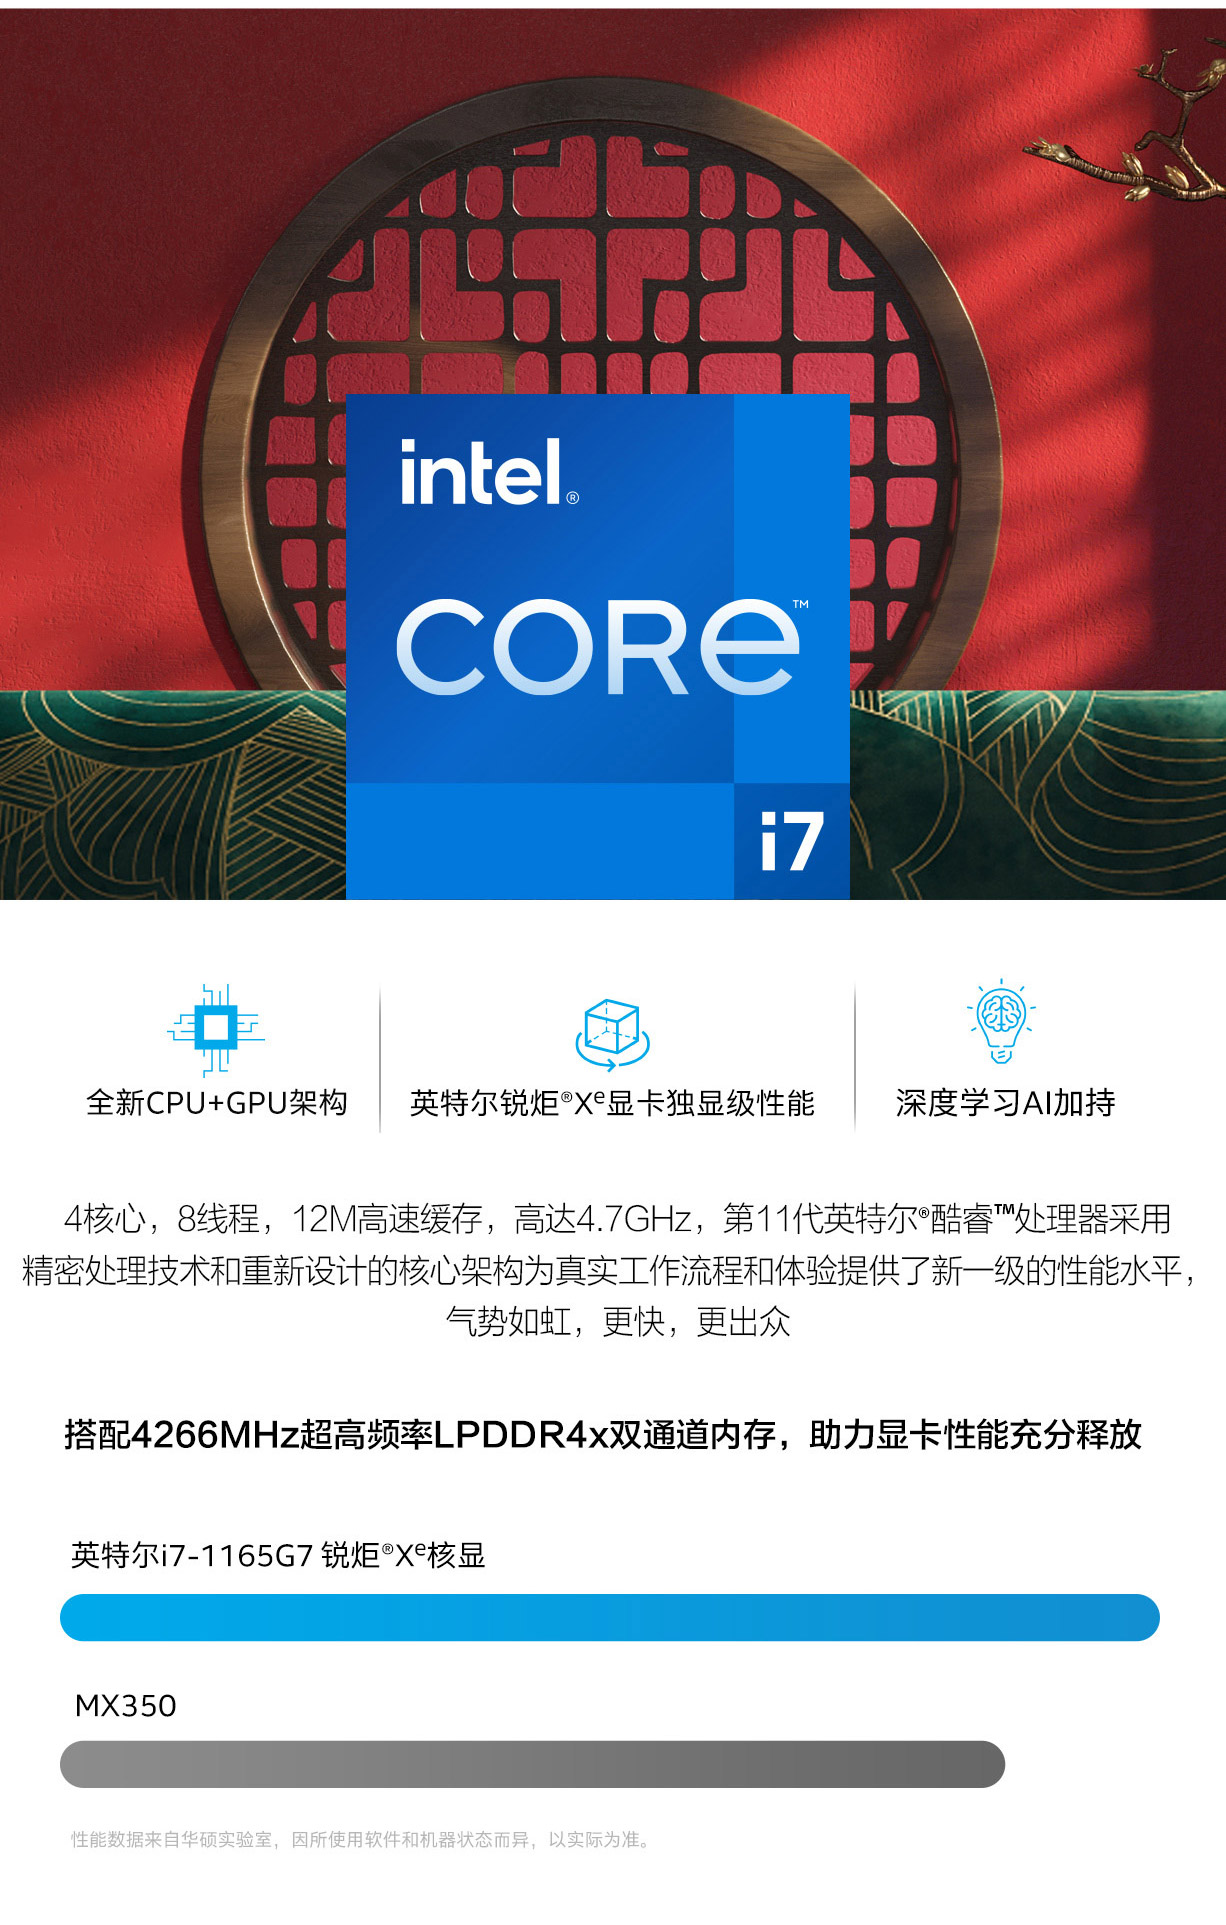 intel®
CORe™
i7
全新CPU+GPU架构
英特尔锐炬®Xe显卡独显级性能
深度学习AI加持
4核心，8线程，12M高速缓存，高达4.7GHz，第11代英特尔®酷睿™处理器采用
精密处理技术和重新设计的核心架构为真实工作流程和体验提供了新一级的性能水平，
气势如虹，更快，更出众
搭配4266MHz超高频率LPDDR4x双通道内存，助力显卡性能充分释放
英特尔i7-1165G7 锐炬®Xe核显
MX350
性能数据来自华硕实验室，因所使用软件和机器状态而异，以实际为准。